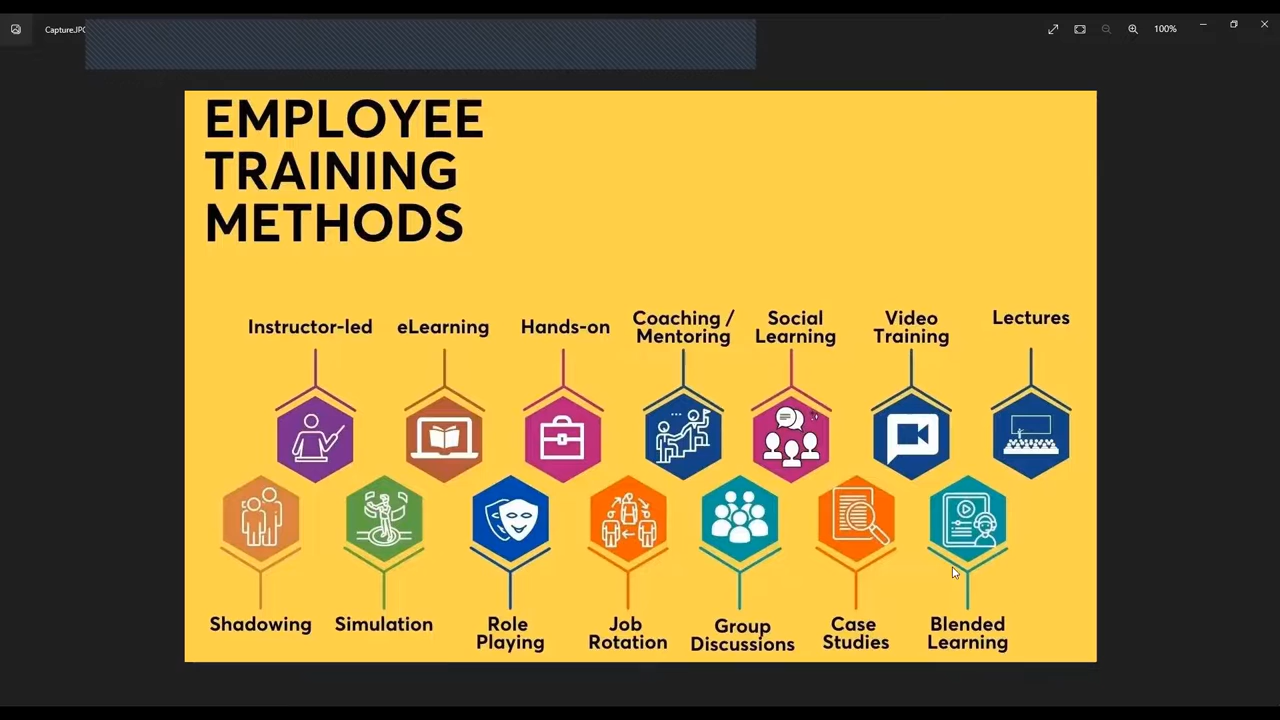 Capture.JPG
100%
EMPLOYEE
TRAINING
METHODS
Instructor-led
eLearning
Hands-on
Coaching /
Mentoring
Social
Learning
Video
Training
Lectures
Shadowing
Simulation
Role
Playing
Job
Rotation
Group
Discussions
Case
Studies
Blended
Learning